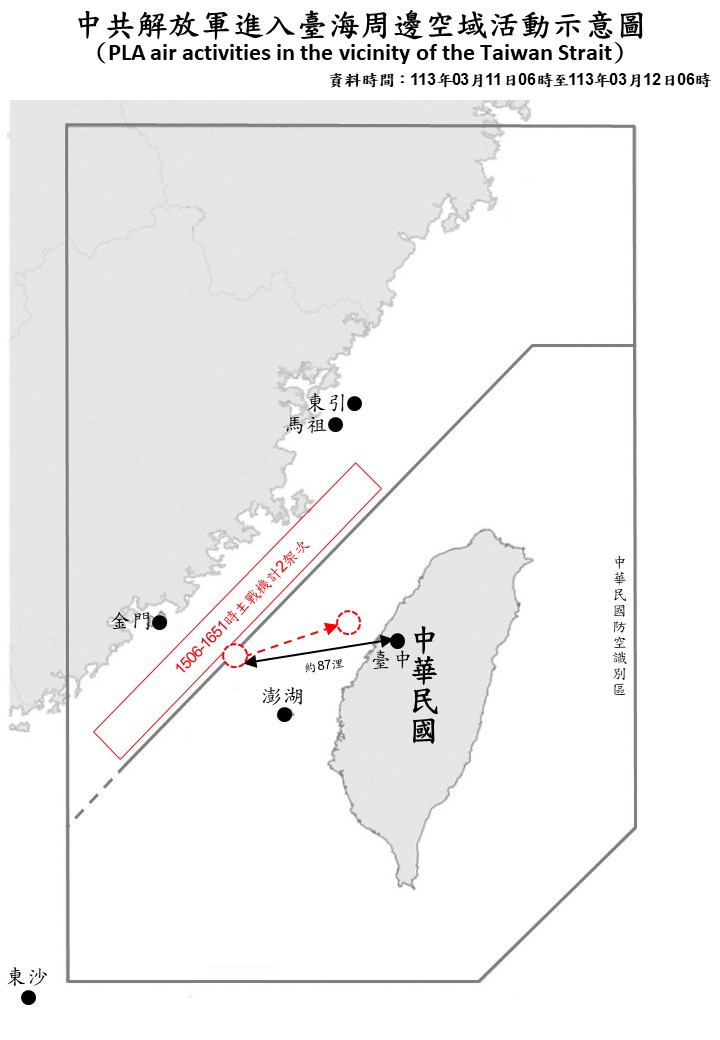 中共解放軍進入臺海周邊空域活動示意圖
（PLA air activities in the vicinity of the Taiwan Strait）
資料時間：113年03月11日06時至113年03月12日06時
東引
馬祖
1506-1651時主戰機計2架次
金門
中華民國防空識別區
臺中
中華民國
約87浬
澎湖
東沙